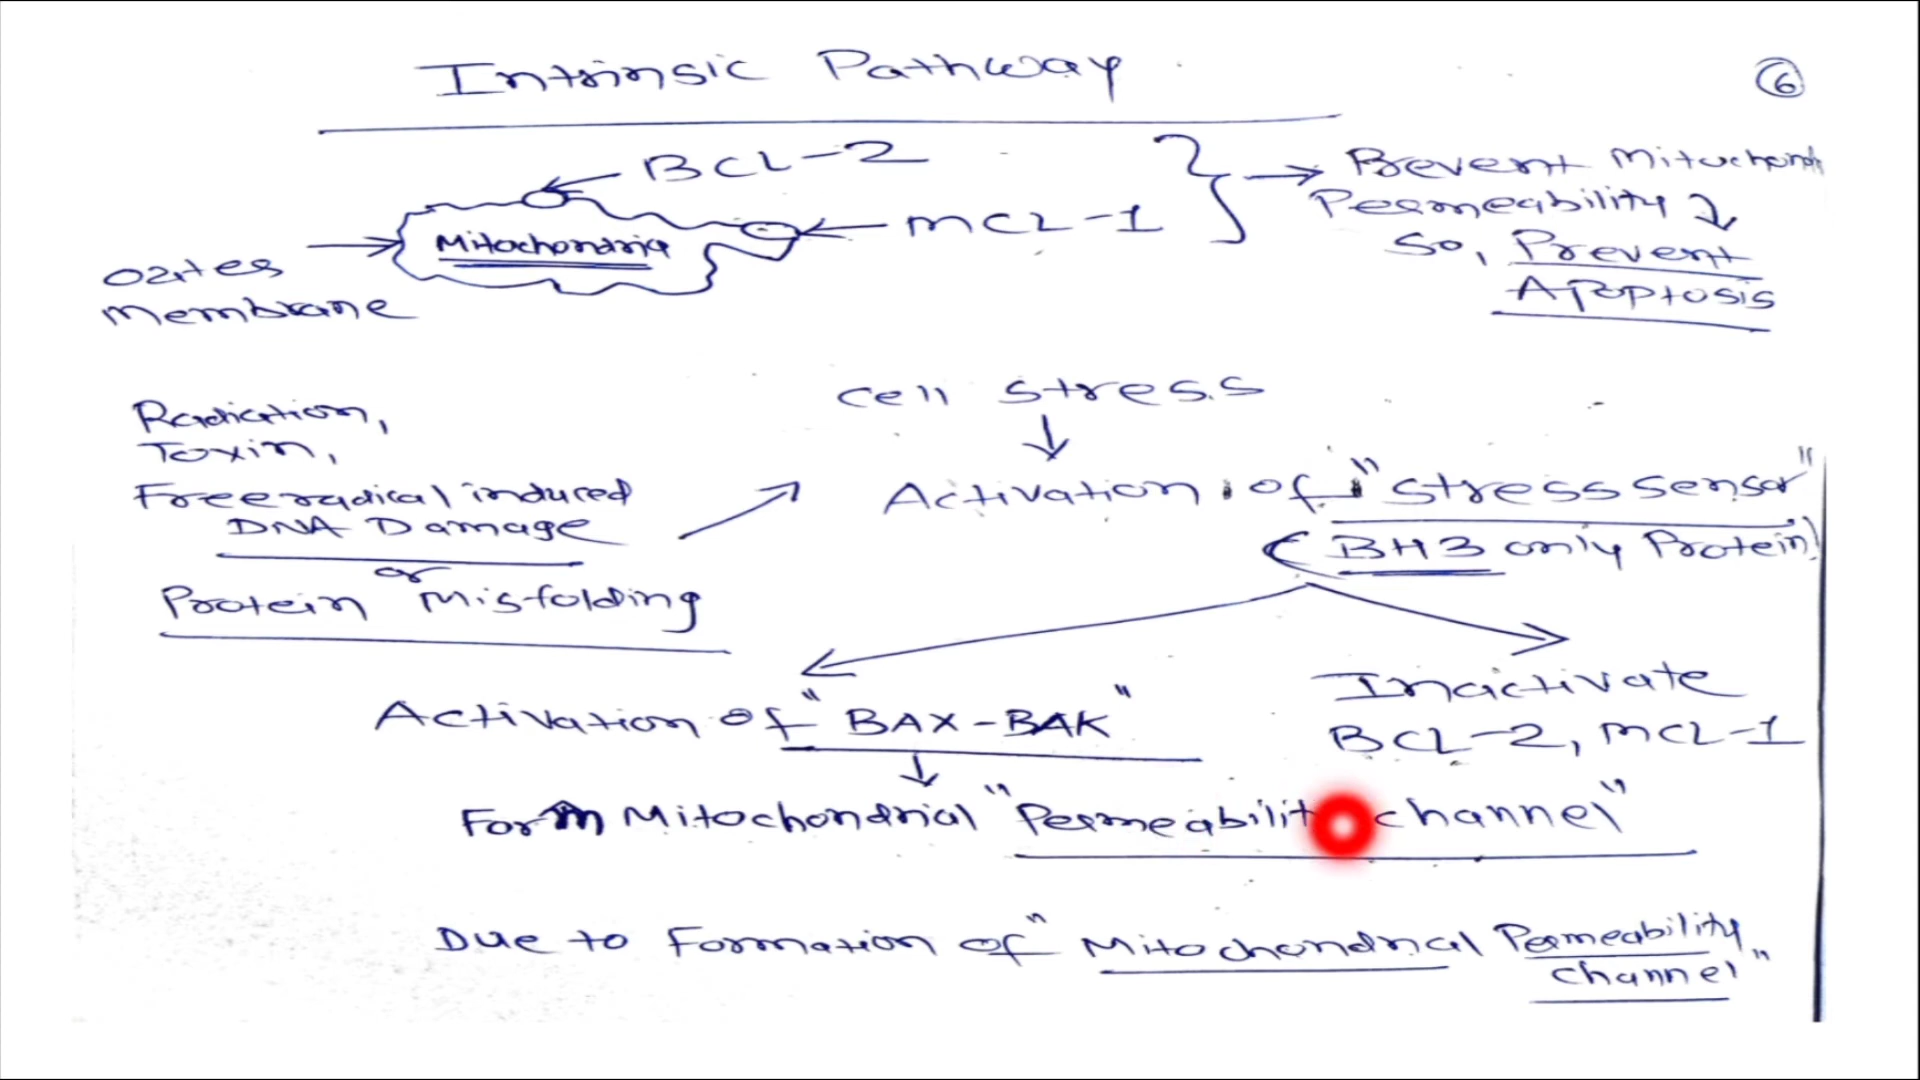 Intrinsic Pathway
6
BCL-2
Mitochondria
MCL-1
Prevent Mitochond
Permeability
So, Prevent
Apoptosis
Outer
Membrane
Cell stress
Radiation,
Toxin,
Free radical induced
DNA Damage
or
Protein Misfolding
Activation of "Stress Sensor"
(BH3 only Protein)
Activation of "BAX-BAK"
Inactivate
BCL-2, MCL-1
Form Mitochondrial "Permeabilit channel"
Due to Formation of "Mitochondrial Permeability
channel"